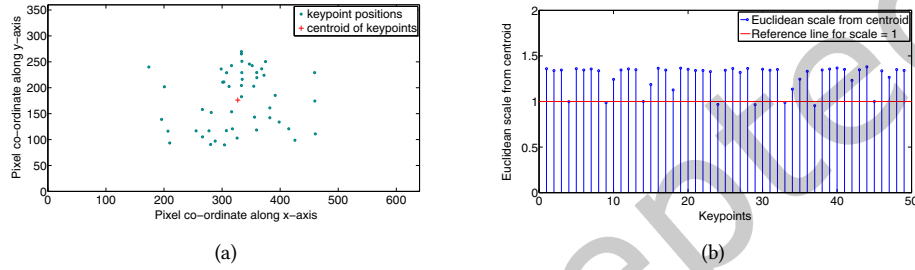 keypoint positions
centroid of keypoints
350
300
250
200
150
100
50
0
Pixel co-ordinate along y-axis
0 100 200 300 400 500 600
Pixel co-ordinate along x-axis
(a)
Euclidean scale from centroid
Reference line for scale = 1
2
1.5
1
0.5
0
Euclidean scale from centroid
0 10 20 30 40 50
Keypoints
(b)